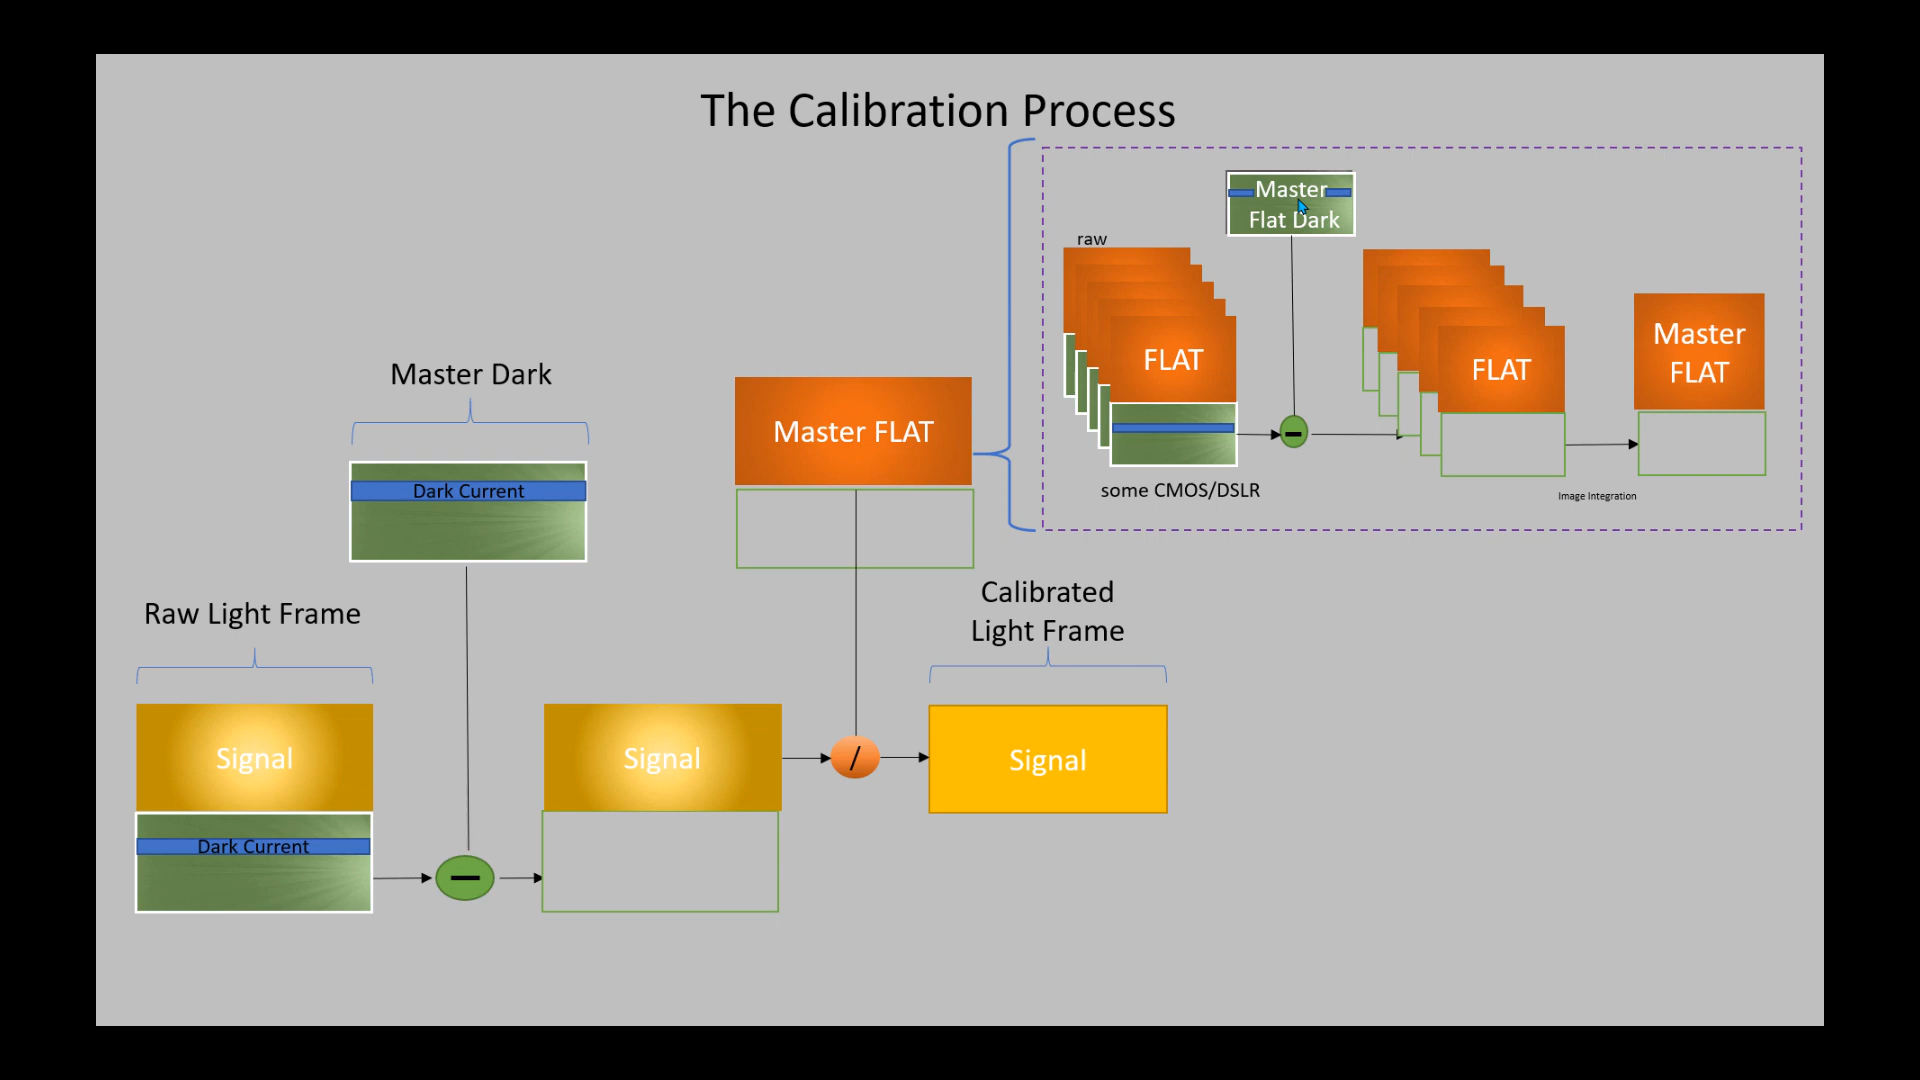 The Calibration Process
Master
Flat Dark
raw
FLAT
FLAT
Master
FLAT
some CMOS/DSLR
Image Integration
Master Dark
Dark Current
Master FLAT
Calibrated
Light Frame
Raw Light Frame
Signal
Dark Current
Signal
/
Signal